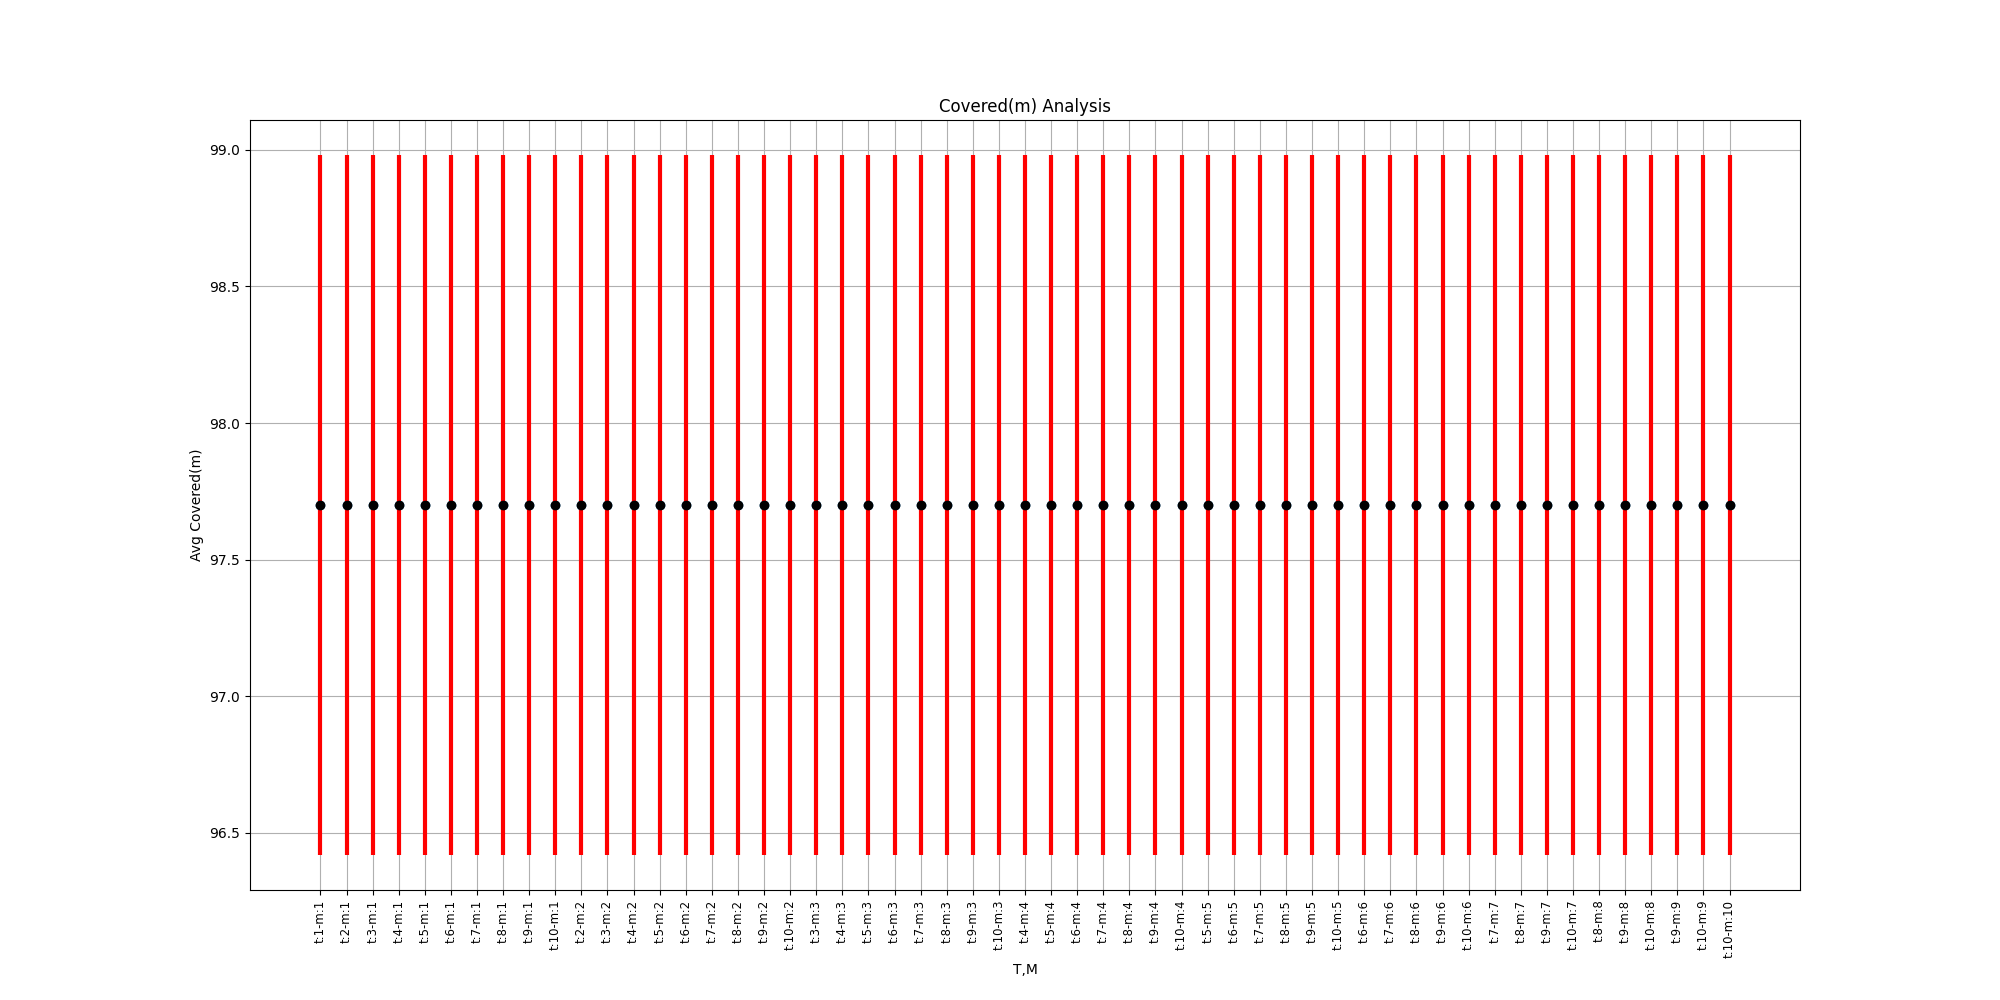 Covered(m) Analysis
99.0
98.5
98.0
97.5
97.0
96.5
Avg Covered(m)
t:1-m:1
t:2-m:1
t:3-m:1
t:4-m:1
t:5-m:1
t:6-m:1
t:7-m:1
t:8-m:1
t:9-m:1
t:10-m:1
t:2-m:2
t:3-m:2
t:4-m:2
t:5-m:2
t:6-m:2
t:7-m:2
t:8-m:2
t:9-m:2
t:10-m:2
t:3-m:3
t:4-m:3
t:5-m:3
t:6-m:3
t:7-m:3
t:8-m:3
t:9-m:3
t:10-m:3
t:4-m:4
t:5-m:4
t:6-m:4
t:7-m:4
t:8-m:4
t:9-m:4
t:10-m:4
t:5-m:5
t:6-m:5
t:7-m:5
t:8-m:5
t:9-m:5
t:10-m:5
t:6-m:6
t:7-m:6
t:8-m:6
t:9-m:6
t:10-m:6
t:7-m:7
t:8-m:7
t:9-m:7
t:10-m:7
t:8-m:8
t:9-m:8
t:10-m:8
t:9-m:9
t:10-m:9
t:10-m:10
T,M